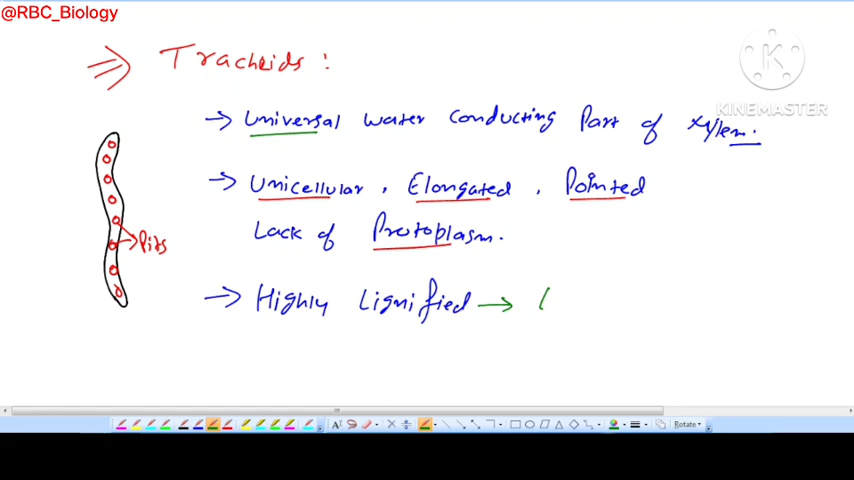 @RBC_Biology
⇒ Tracheids :
K
KINEMASTER
→ Universal water conducting Part of xylem.
→ Unicellular, Elongated, Pointed
Lack of Protoplasm.
Pits
→ Highly Lignified →
Rotate